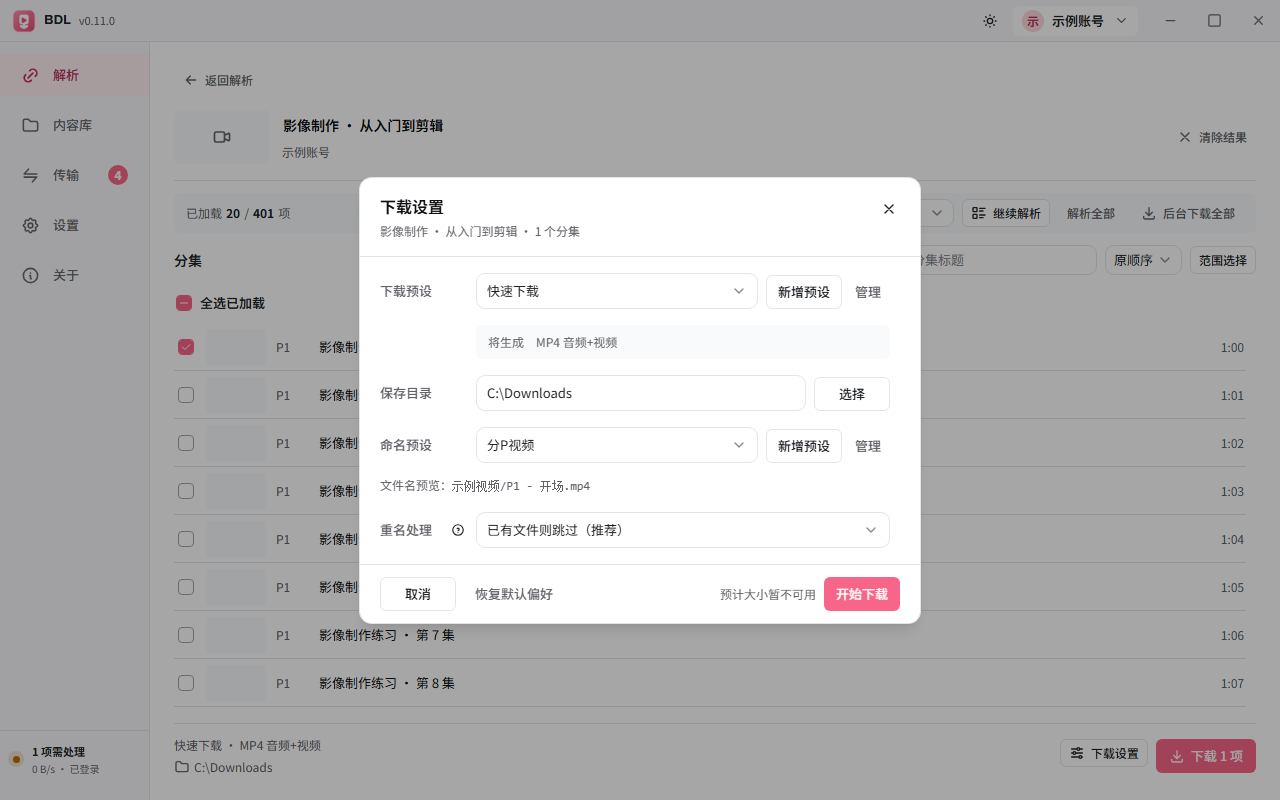 BDL v0.11.0
示 示例账号
解析
内容库
传输 4
设置
关于
1 项需处理
0 B/s · 已登录
返回解析
影像制作 · 从入门到剪辑
示例账号
清除结果
已加载 20 / 401 项
继续解析
解析全部
后台下载全部
分集
集标题
原顺序
范围选择
全选已加载
P1 影像制 1:00
P1 影像制 1:01
P1 影像制 1:02
P1 影像制 1:03
P1 影像制 1:04
P1 影像制 1:05
P1 影像制作练习 · 第 7 集 1:06
P1 影像制作练习 · 第 8 集 1:07
快速下载 · MP4 音频+视频
C:\Downloads
下载设置
下载 1 项
下载设置
影像制作 · 从入门到剪辑 · 1 个分集
下载预设 快速下载 新增预设 管理
将生成 MP4 音频+视频
保存目录 C:\Downloads 选择
命名预设 分P视频 新增预设 管理
文件名预览：示例视频/P1 - 开场.mp4
重名处理 已有文件则跳过（推荐）
取消 恢复默认偏好 预计大小暂不可用 开始下载